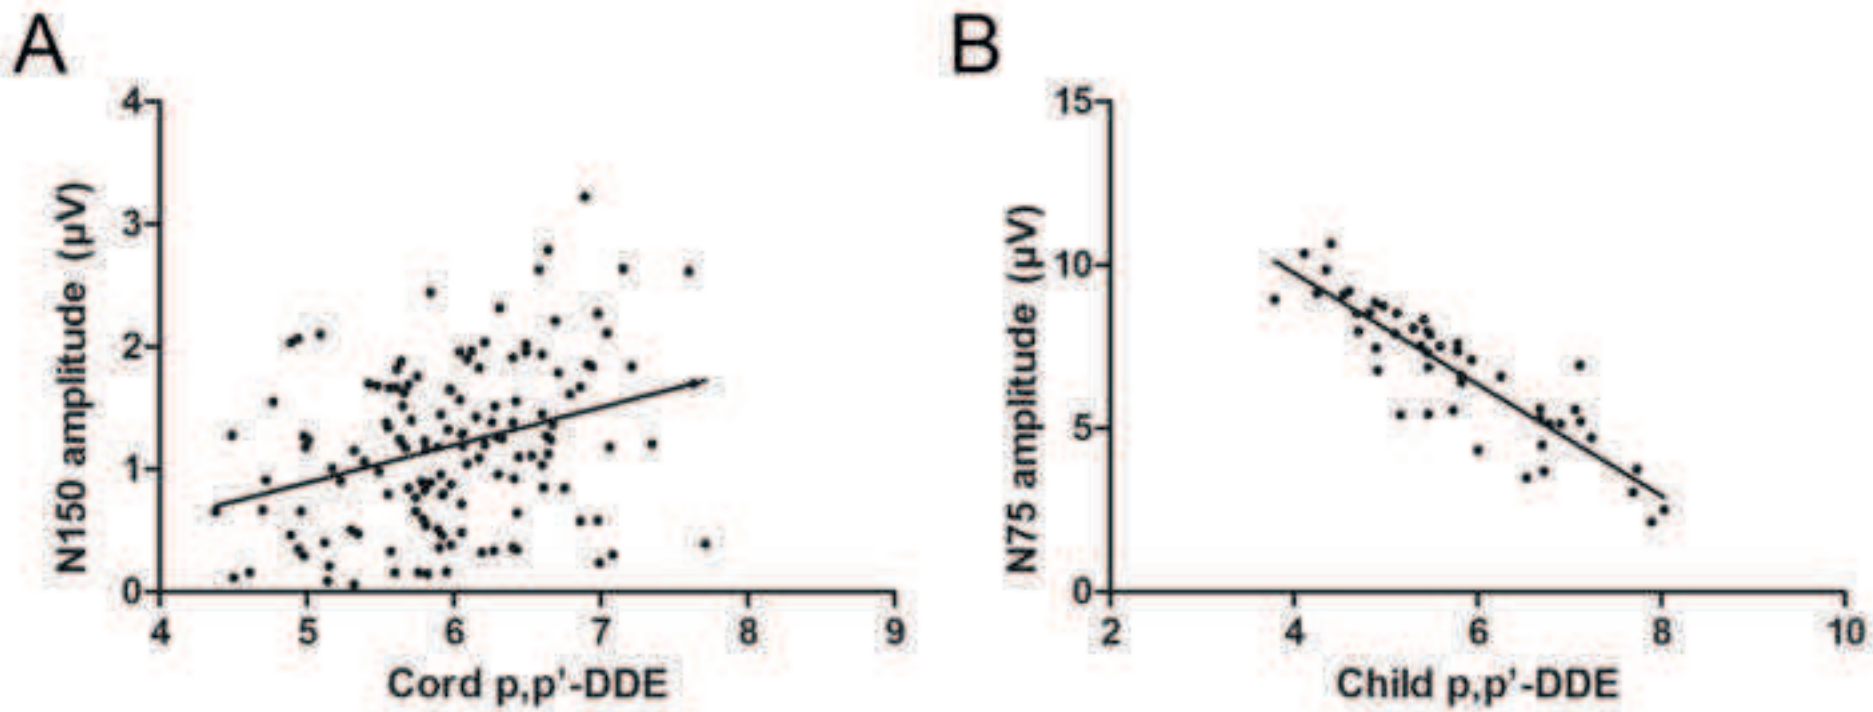 A
B
4
3
2
1
0
N150 amplitude (µV)
4 5 6 7 8 9
Cord p,p'-DDE
15
10
5
0
N75 amplitude (µV)
2 4 6 8 10
Child p,p'-DDE